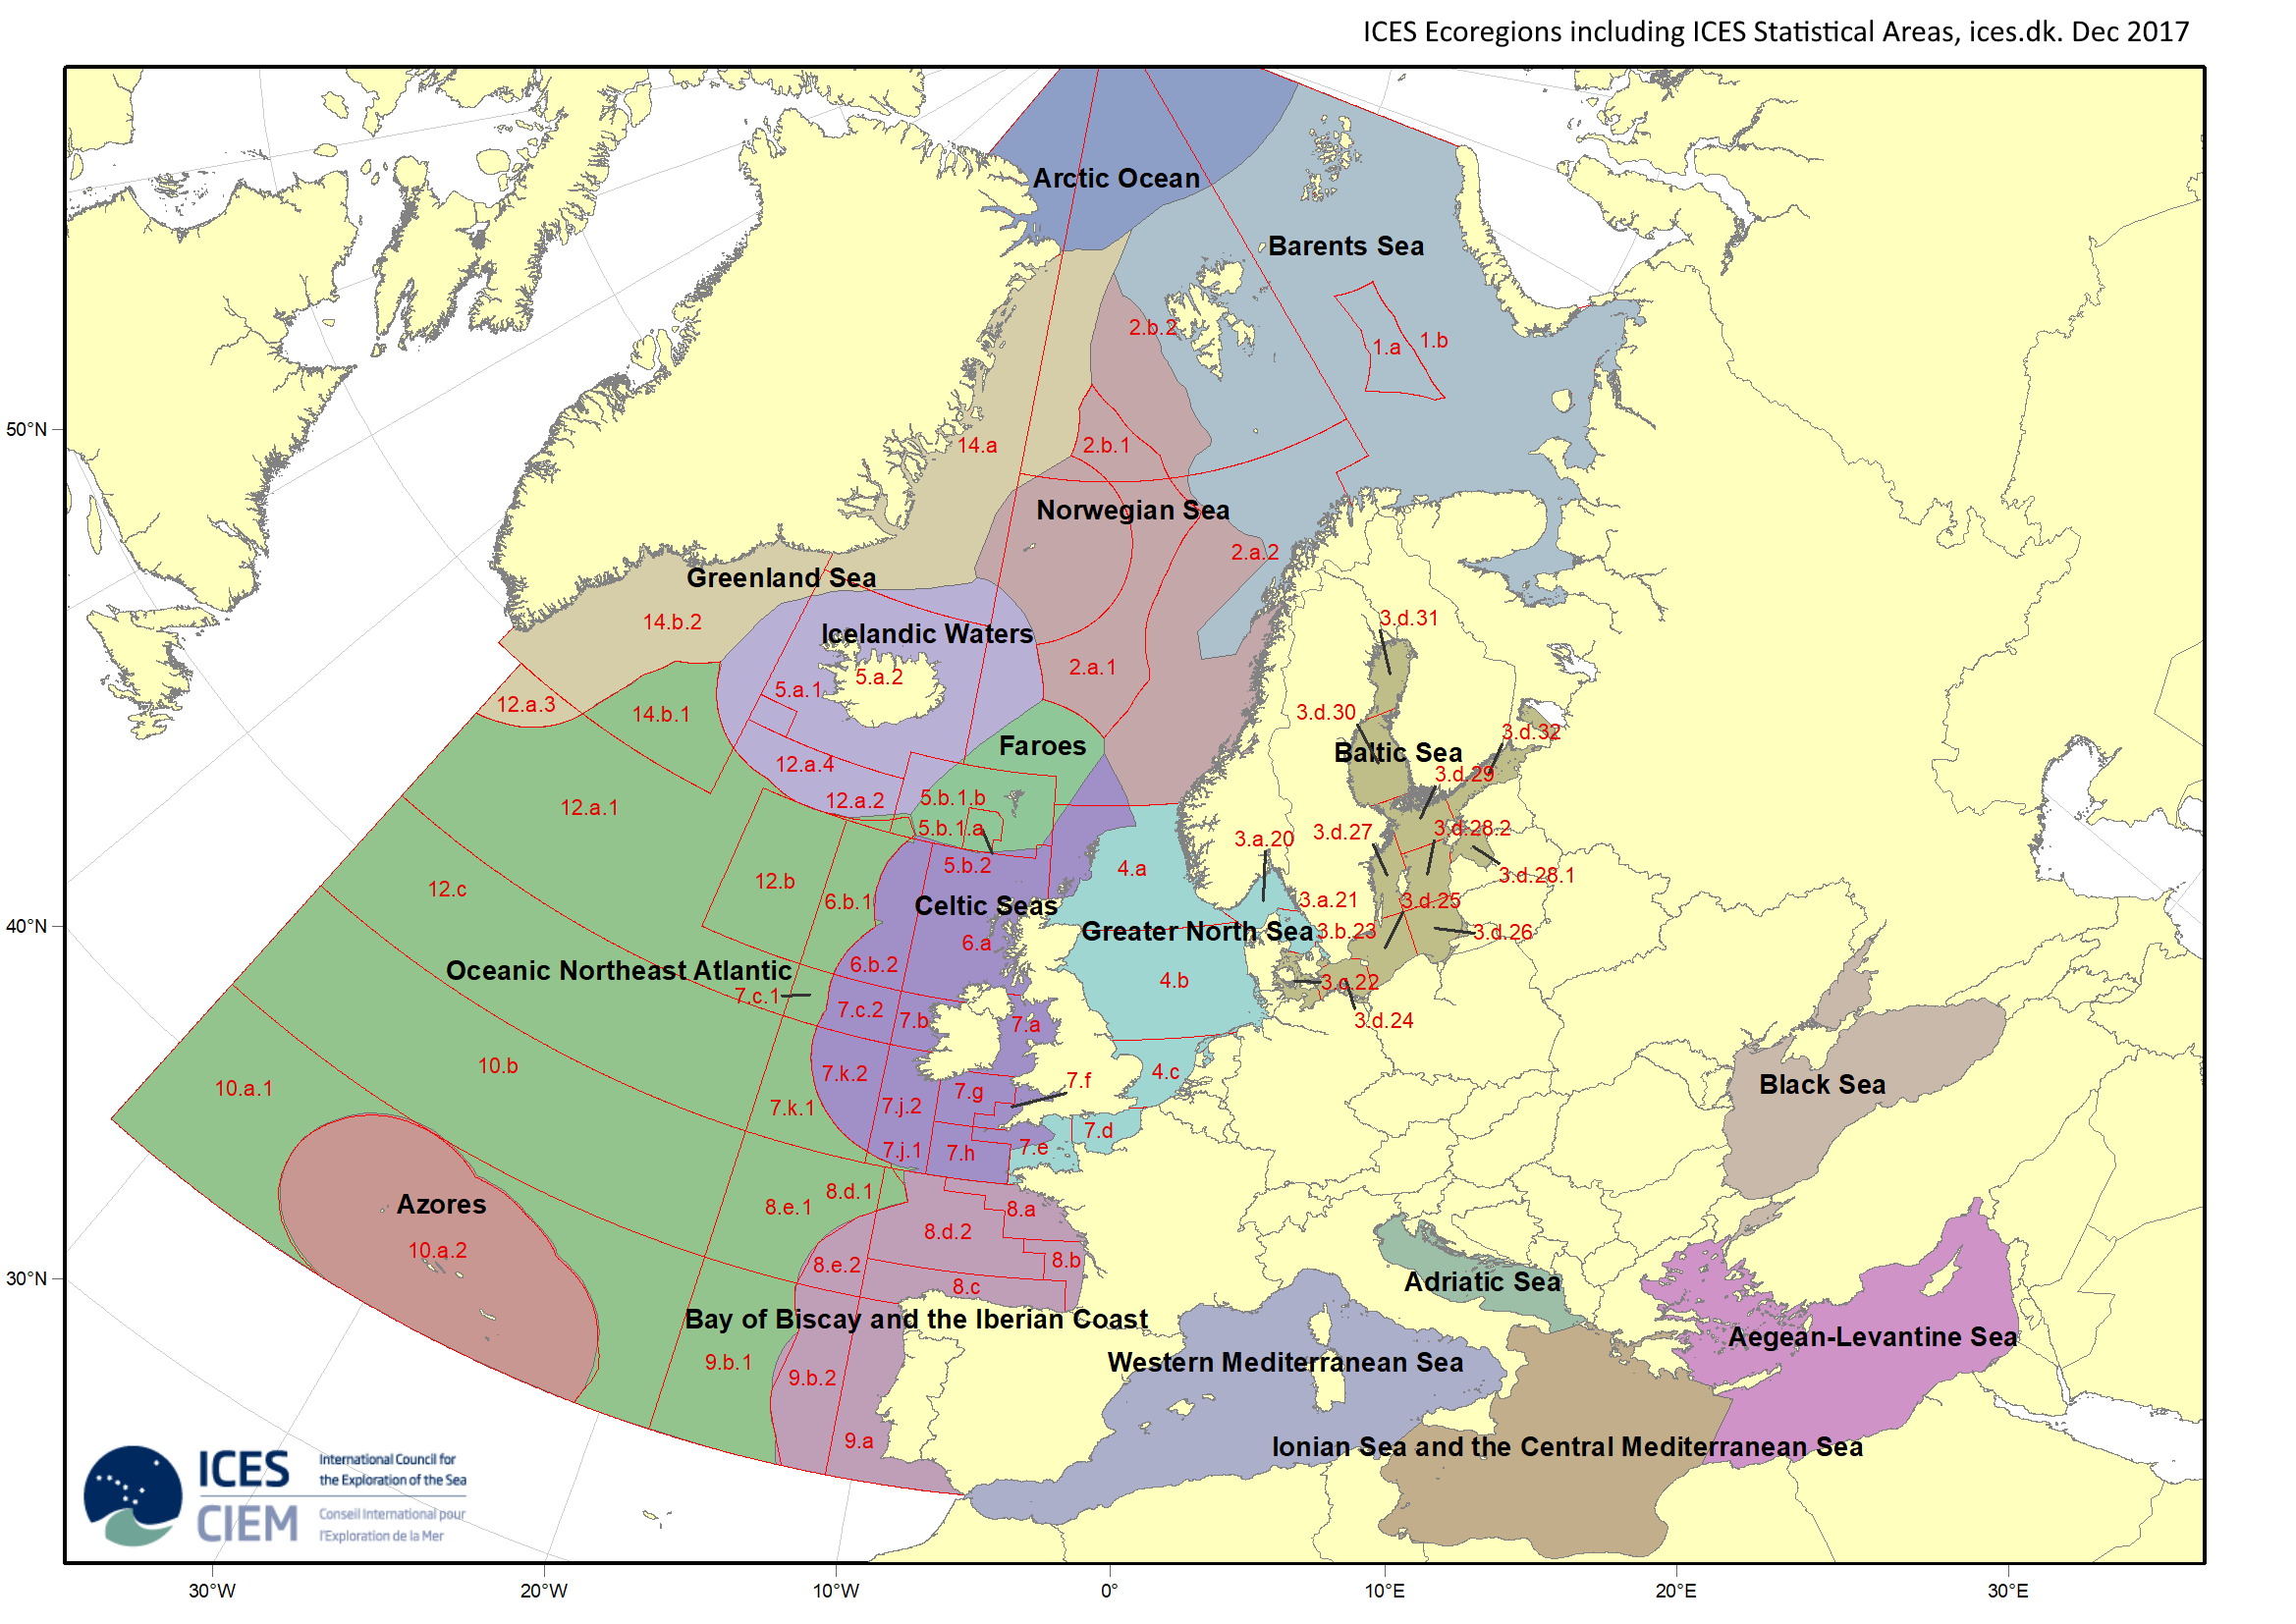 ICES Ecoregions including ICES Statistical Areas, ices.dk. Dec 2017
Arctic Ocean
Barents Sea
2.b.2
1.a
1.b
50°N
14.a
2.b.1
Norwegian Sea
2.a.2
Greenland Sea
14.b.2
Icelandic Waters
3.d.31
5.a.2
5.a.1
2.a.1
12.a.3
14.b.1
3.d.30
3.d.32
Faroes
Baltic Sea
12.a.4
3.d.29
12.a.2
5.b.1.b
12.a.1
5.b.1.a
3.a.20
3.d.27
3.d.28.2
5.b.2
4.a
12.c
12.b
6.b.1
3.d.28.1
Celtic Seas
3.a.21
3.d.25
40°N
6.a
Greater North Sea
3.b.23
3.d.26
6.b.2
Oceanic Northeast Atlantic
7.c.1
4.b
3.c.22
7.c.2
7.b
7.a
3.d.24
10.b
7.k.2
4.c
7.f
10.a.1
7.g
Black Sea
7.k.1
7.j.2
7.d
7.j.1
7.h
7.e
8.d.1
Azores
8.e.1
8.a
10.a.2
8.d.2
8.e.2
8.b
30°N
8.c
Adriatic Sea
Bay of Biscay and the Iberian Coast
Aegean-Levantine Sea
9.b.1
Western Mediterranean Sea
9.b.2
9.a
Ionian Sea and the Central Mediterranean Sea
ICES
CIEM
International Council for
the Exploration of the Sea
Conseil International pour
l'Exploration de la Mer
30°W
20°W
10°W
0°
10°E
20°E
30°E